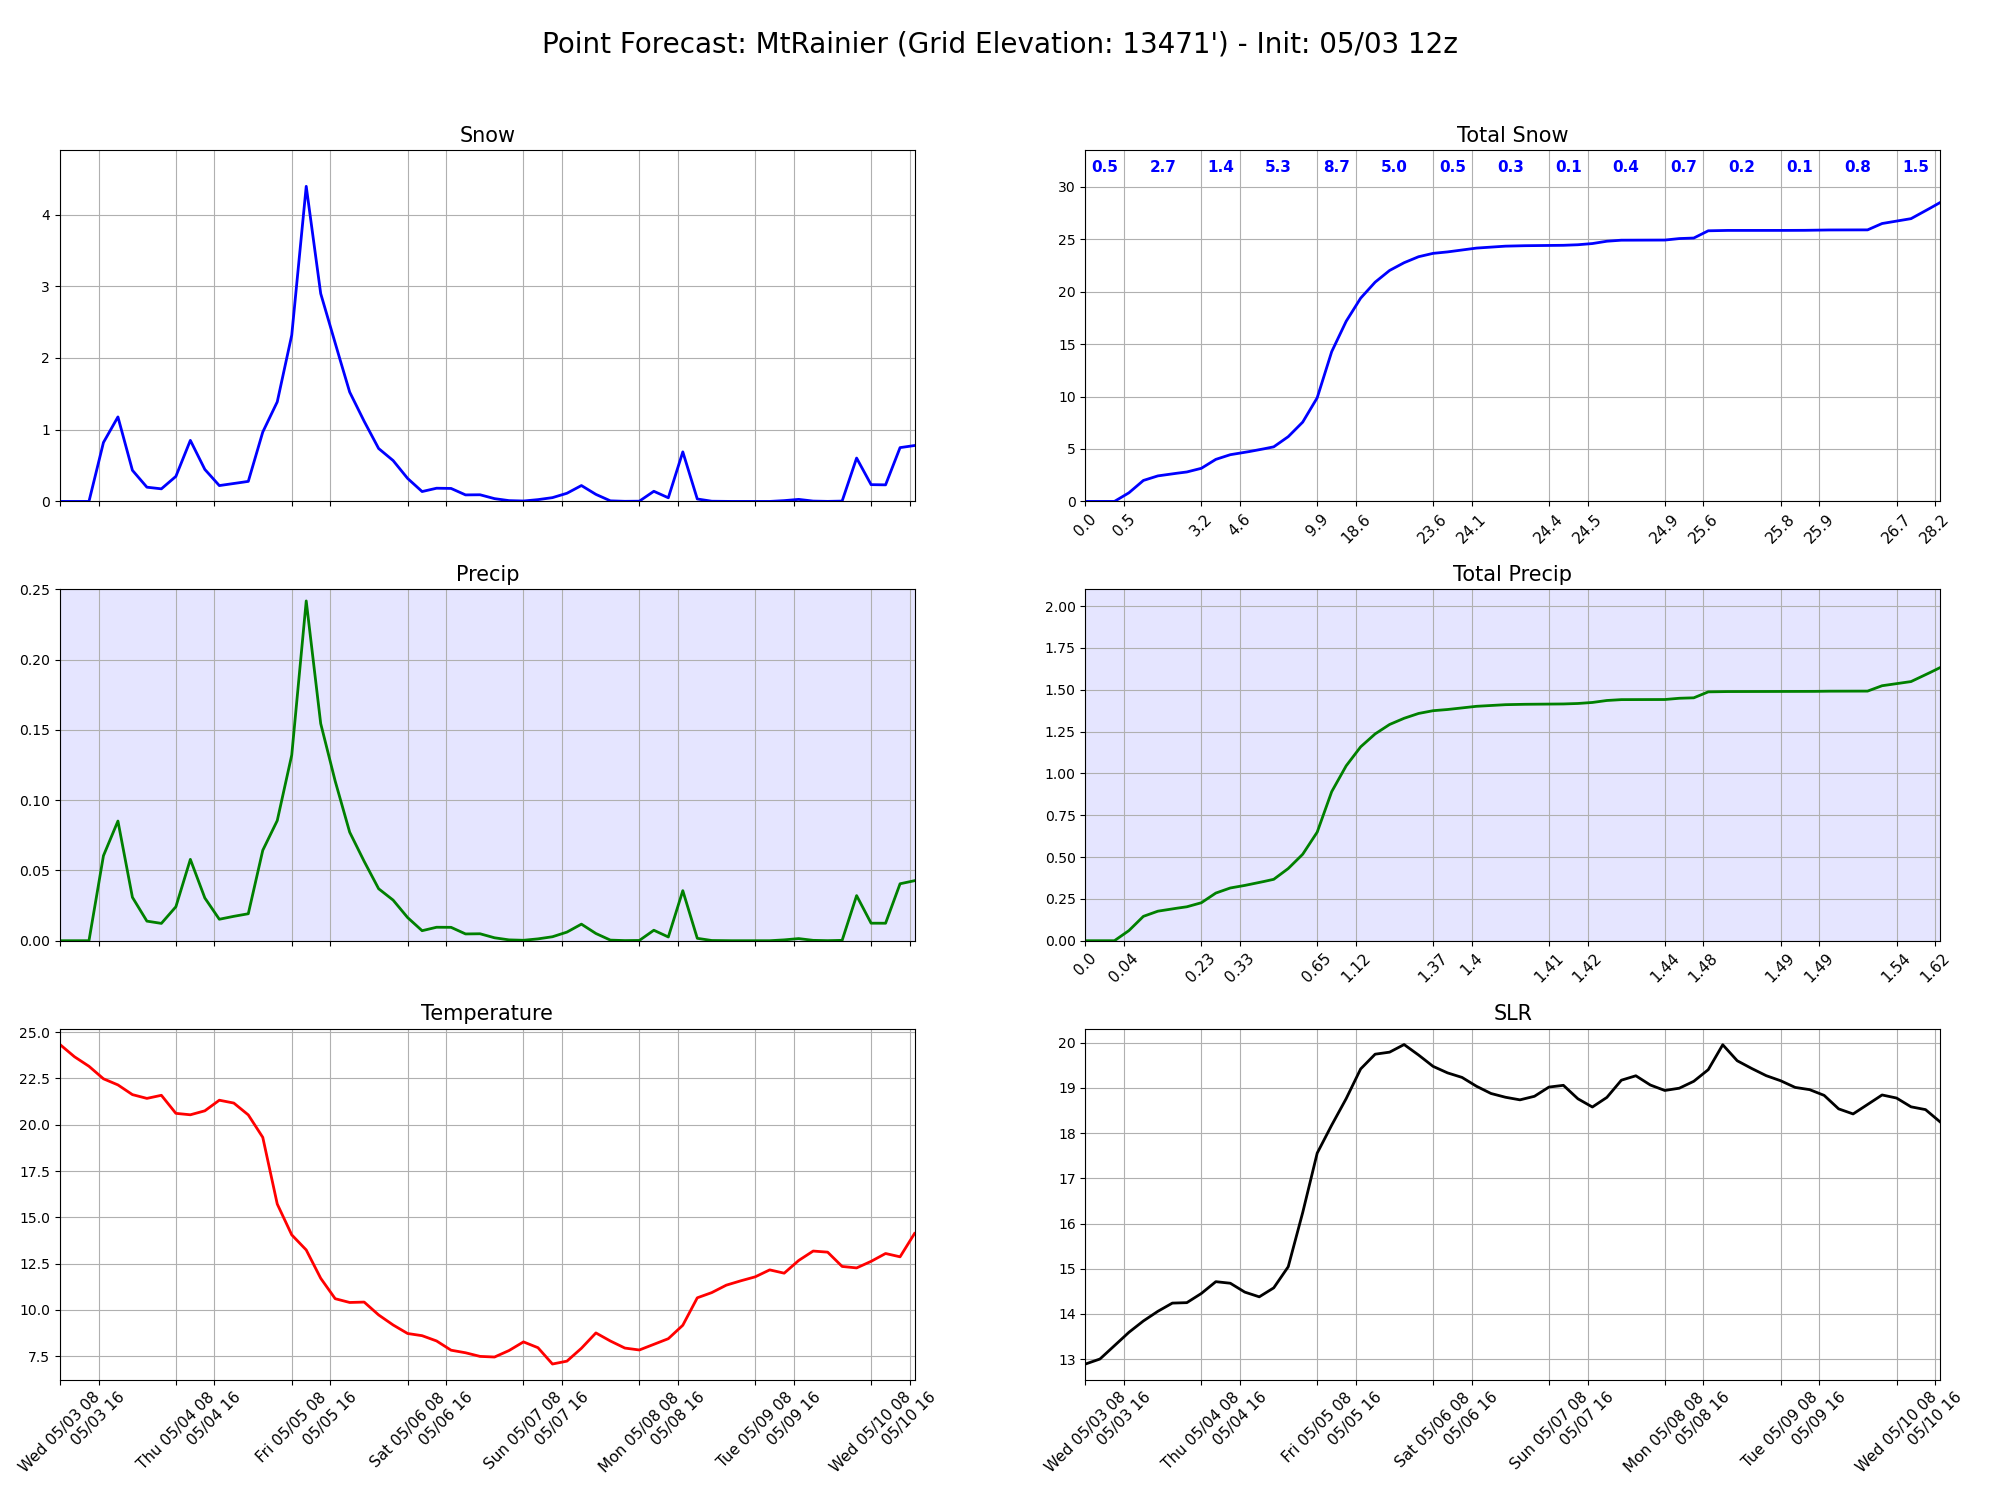 Point Forecast: MtRainier (Grid Elevation: 13471') - Init: 05/03 12z
Snow
4
3
2
1
0
Total Snow
0.5 2.7 1.4 5.3 8.7 5.0 0.5 0.3 0.1 0.4 0.7 0.2 0.1 0.8 1.5
30
25
20
15
10
5
0
0.0 0.5 3.2 4.6 9.9 18.6 23.6 24.1 24.4 24.5 24.9 25.6 25.8 25.9 26.7 28.2
Precip
0.25
0.20
0.15
0.10
0.05
0.00
Total Precip
2.00
1.75
1.50
1.25
1.00
0.75
0.50
0.25
0.00
0.0 0.04 0.23 0.33 0.65 1.12 1.37 1.4 1.41 1.42 1.44 1.48 1.49 1.49 1.54 1.62
Temperature
25.0
22.5
20.0
17.5
15.0
12.5
10.0
7.5
Wed 05/03 08
05/03 16
Thu 05/04 08
05/04 16
Fri 05/05 08
05/05 16
Sat 05/06 08
05/06 16
Sun 05/07 08
05/07 16
Mon 05/08 08
05/08 16
Tue 05/09 08
05/09 16
Wed 05/10 08
05/10 16
SLR
20
19
18
17
16
15
14
13
Wed 05/03 08
05/03 16
Thu 05/04 08
05/04 16
Fri 05/05 08
05/05 16
Sat 05/06 08
05/06 16
Sun 05/07 08
05/07 16
Mon 05/08 08
05/08 16
Tue 05/09 08
05/09 16
Wed 05/10 08
05/10 16